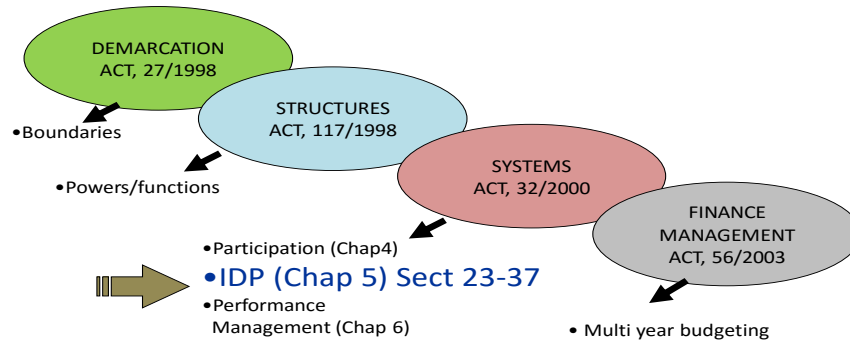 DEMARCATION
ACT, 27/1998
•Boundaries
STRUCTURES
ACT, 117/1998
•Powers/functions
SYSTEMS
ACT, 32/2000
•Participation (Chap4)
•IDP (Chap 5) Sect 23-37
•Performance
Management (Chap 6)
FINANCE
MANAGEMENT
ACT, 56/2003
• Multi year budgeting